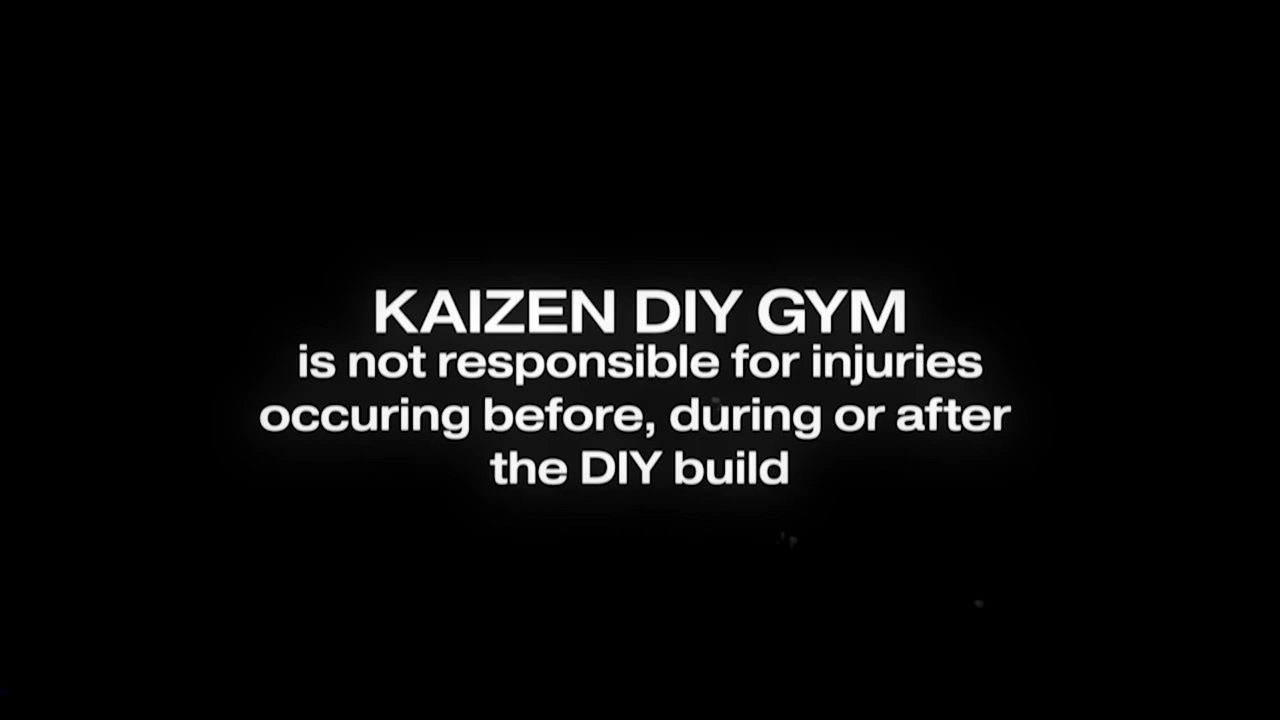 KAIZEN DIY GYM
is not responsible for injuries
occuring before, during or after
the DIY build